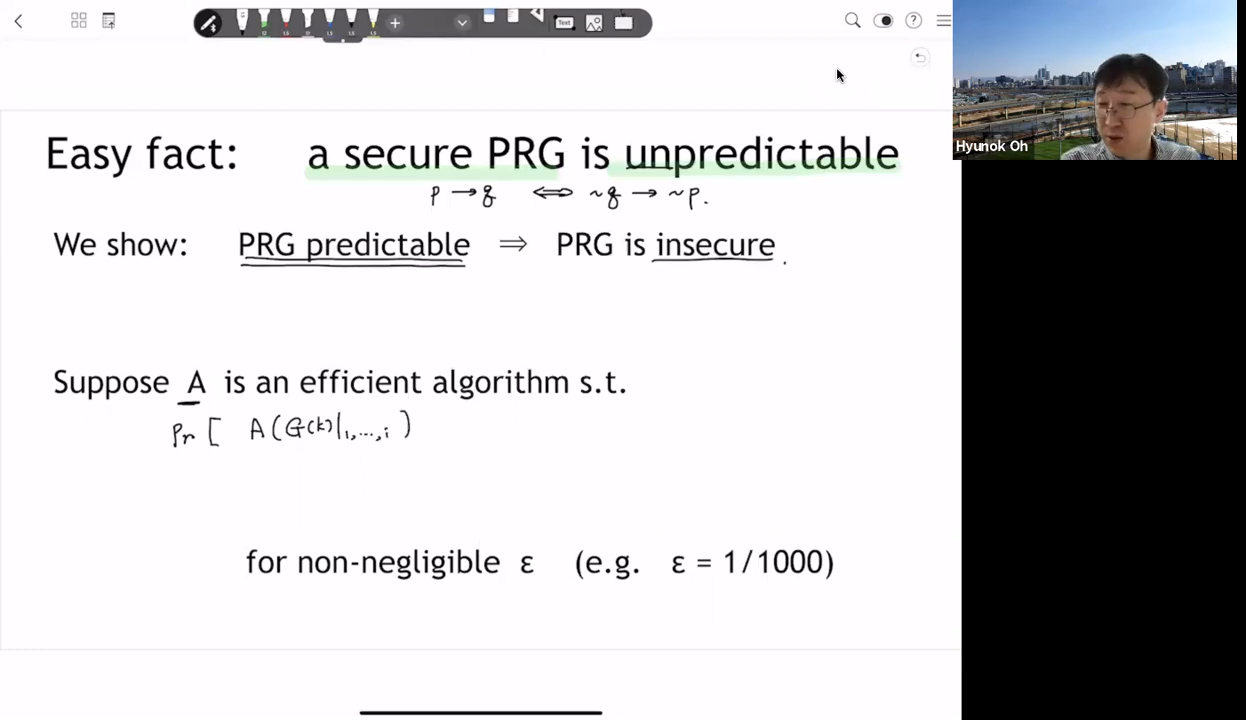 Text
Hyunok Oh
Easy fact: a secure PRG is unpredictable
p → q ⟺ ~q → ~p.
We show: PRG predictable ⇒ PRG is insecure.
Suppose A is an efficient algorithm s.t.
Pr [ A(G(k)|1,...,i )
for non-negligible ε (e.g. ε = 1/1000)